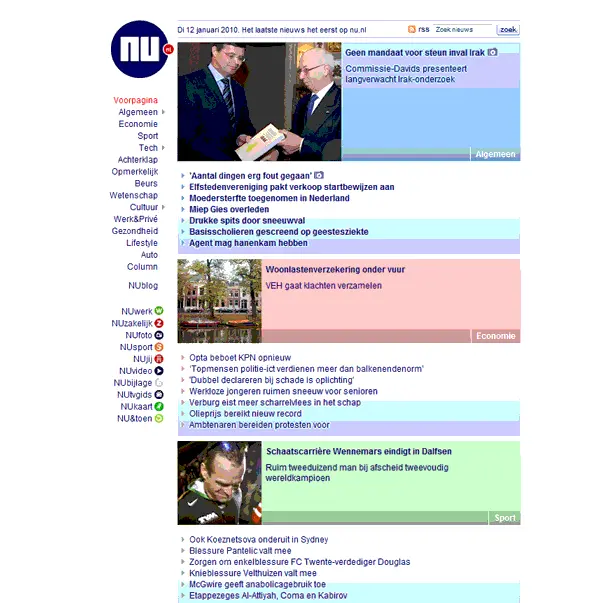 nu
.nl
Di 12 januari 2010. Het laatste nieuws het eerst op nu.nl
rss
Zoek nieuws
zoek
Geen mandaat voor steun inval Irak
Commissie-Davids presenteert
langverwacht Irak-onderzoek
Algemeen
Voorpagina
Algemeen
Economie
Sport
Tech
Achterklap
Opmerkelijk
Beurs
Wetenschap
Cultuur
Werk&Privé
Gezondheid
Lifestyle
Auto
Column
NUblog
NUwerk W
NUzakelijk Z
NUfoto
NUsport S
NUjij
NUvideo
NUbijlage
NUtvgids
NUkaart
NU&toen
'Aantal dingen erg fout gegaan'
Elfstedenvereniging pakt verkoop startbewijzen aan
Moedersterfte toegenomen in Nederland
Miep Gies overleden
Drukke spits door sneeuwval
Basisscholieren gescreend op geestesziekte
Agent mag hanenkam hebben
Woonlastenverzekering onder vuur
VEH gaat klachten verzamelen
Economie
Opta beboet KPN opnieuw
'Topmensen politie-ict verdienen meer dan balkenendenorm'
'Dubbel declareren bij schade is oplichting'
Werkloze jongeren ruimen sneeuw voor senioren
Verburg eist meer scharrelvlees in het schap
Olieprijs bereikt nieuw record
Ambtenaren bereiden protesten voor
Schaatscarrière Wennemars eindigt in Dalfsen
Ruim tweeduizend man bij afscheid tweevoudig
wereldkampioen
TVM
Sport
Ook Koeznetsova onderuit in Sydney
Blessure Pantelic valt mee
Zorgen om enkelblessure FC Twente-verdediger Douglas
Knieblessure Velthuizen valt mee
McGwire geeft anabolicagebruik toe
Etappezeges Al-Attiyah, Coma en Kabirov